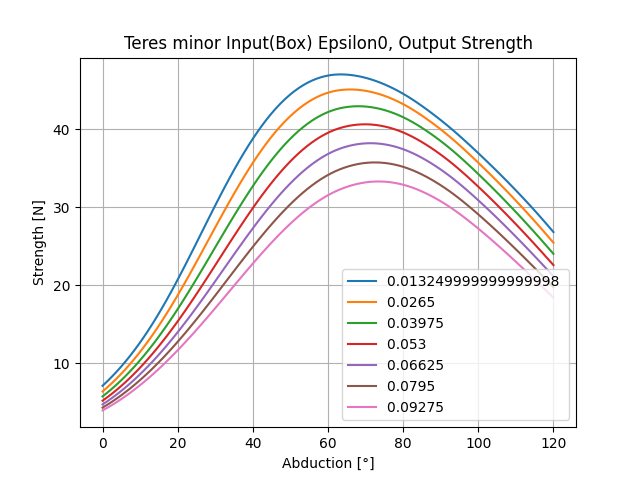 Teres minor Input(Box) Epsilon0, Output Strength
Strength [N]
40
30
20
10
0.013249999999999998
0.0265
0.03975
0.053
0.06625
0.0795
0.09275
0 20 40 60 80 100 120
Abduction [°]